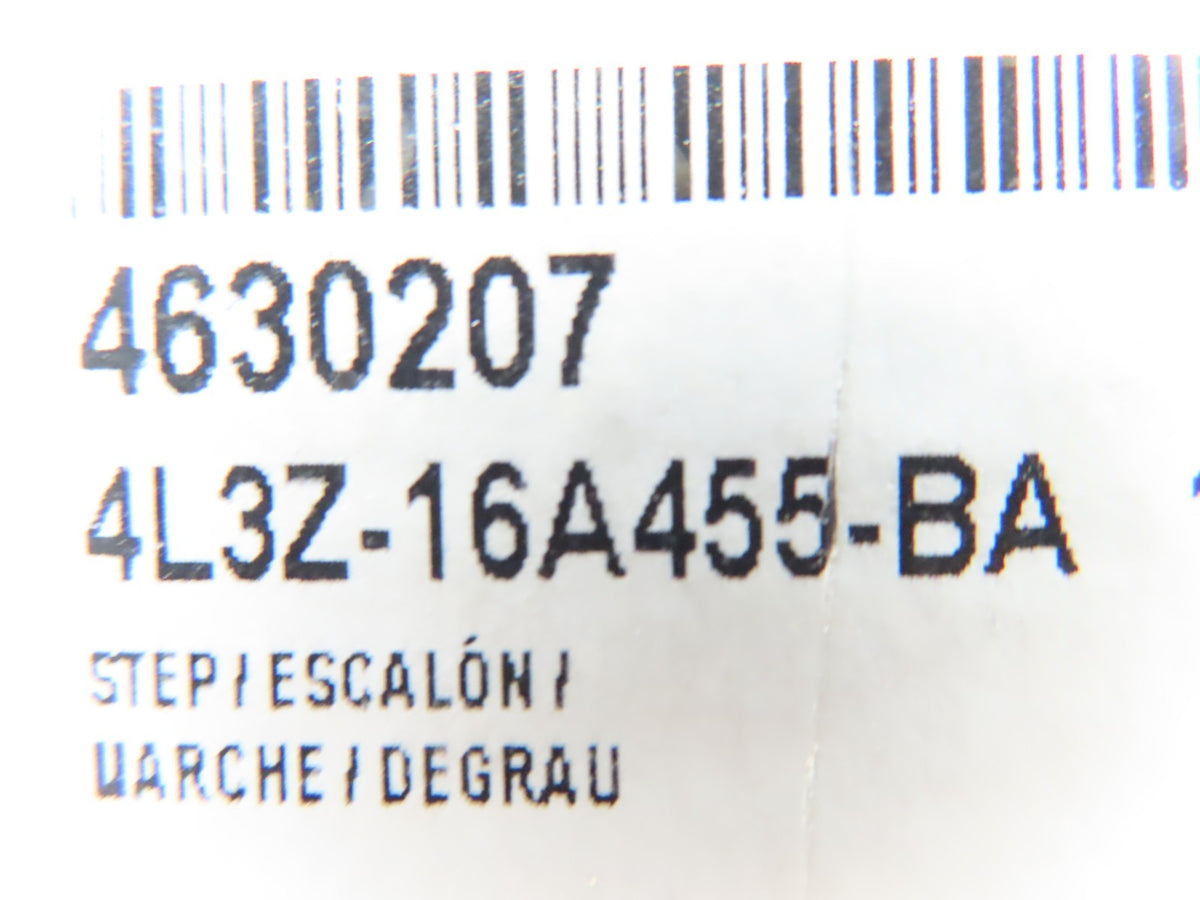 4630207
4L3Z-16A455-BA
STEP/ESCALÓN/
MARCHE/DEGRAU